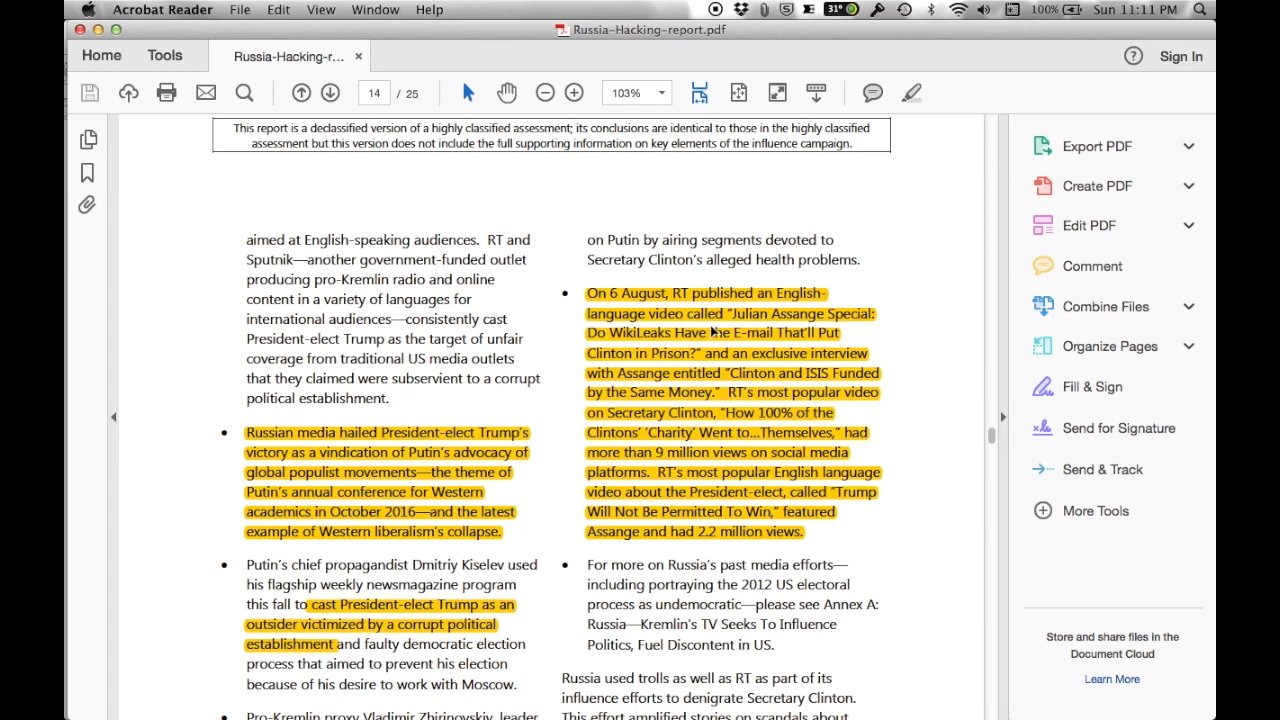 Acrobat Reader File Edit View Window Help
31° 100% Sun 11:11 PM
Russia-Hacking-report.pdf
Home Tools Russia-Hacking-r... × Sign In
14 / 25 103%
This report is a declassified version of a highly classified assessment; its conclusions are identical to those in the highly classified
assessment but this version does not include the full supporting information on key elements of the influence campaign.
aimed at English-speaking audiences. RT and
Sputnik—another government-funded outlet
producing pro-Kremlin radio and online
content in a variety of languages for
international audiences—consistently cast
President-elect Trump as the target of unfair
coverage from traditional US media outlets
that they claimed were subservient to a corrupt
political establishment.
• Russian media hailed President-elect Trump's
victory as a vindication of Putin's advocacy of
global populist movements—the theme of
Putin's annual conference for Western
academics in October 2016—and the latest
example of Western liberalism's collapse.
• Putin's chief propagandist Dmitriy Kiselev used
his flagship weekly newsmagazine program
this fall to cast President-elect Trump as an
outsider victimized by a corrupt political
establishment and faulty democratic election
process that aimed to prevent his election
because of his desire to work with Moscow.
• Pro-Kremlin proxy Vladimir Zhirinovskiy, leader
on Putin by airing segments devoted to
Secretary Clinton's alleged health problems.
• On 6 August, RT published an English-
language video called "Julian Assange Special:
Do WikiLeaks Have the E-mail That'll Put
Clinton in Prison?" and an exclusive interview
with Assange entitled "Clinton and ISIS Funded
by the Same Money." RT's most popular video
on Secretary Clinton, "How 100% of the
Clintons' 'Charity' Went to...Themselves," had
more than 9 million views on social media
platforms. RT's most popular English language
video about the President-elect, called "Trump
Will Not Be Permitted To Win," featured
Assange and had 2.2 million views.
• For more on Russia's past media efforts—
including portraying the 2012 US electoral
process as undemocratic—please see Annex A:
Russia—Kremlin's TV Seeks To Influence
Politics, Fuel Discontent in US.
Russia used trolls as well as RT as part of its
influence efforts to denigrate Secretary Clinton.
This effort amplified stories on scandals about
Export PDF
Create PDF
Edit PDF
Comment
Combine Files
Organize Pages
Fill & Sign
Send for Signature
Send & Track
More Tools
Store and share files in the
Document Cloud
Learn More